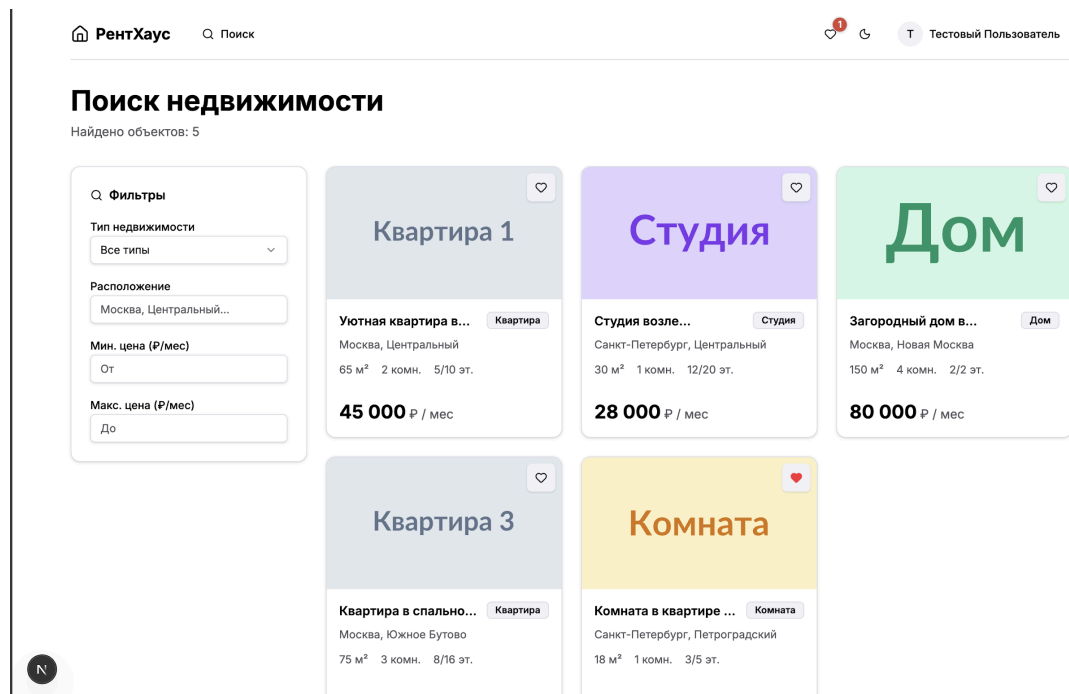 РентХаус
Поиск
1
Т
Тестовый Пользователь
Поиск недвижимости
Найдено объектов: 5
Фильтры
Тип недвижимости
Все типы
Расположение
Москва, Центральный...
Мин. цена (₽/мес)
От
Макс. цена (₽/мес)
До
Квартира 1
Уютная квартира в...
Квартира
Москва, Центральный
65 м² 2 комн. 5/10 эт.
45 000 ₽ / мес
Студия
Студия возле...
Студия
Санкт-Петербург, Центральный
30 м² 1 комн. 12/20 эт.
28 000 ₽ / мес
Дом
Загородный дом в...
Дом
Москва, Новая Москва
150 м² 4 комн. 2/2 эт.
80 000 ₽ / мес
Квартира 3
Квартира в спально...
Квартира
Москва, Южное Бутово
75 м² 3 комн. 8/16 эт.
Комната
Комната в квартире ...
Комната
Санкт-Петербург, Петроградский
18 м² 1 комн. 3/5 эт.
N